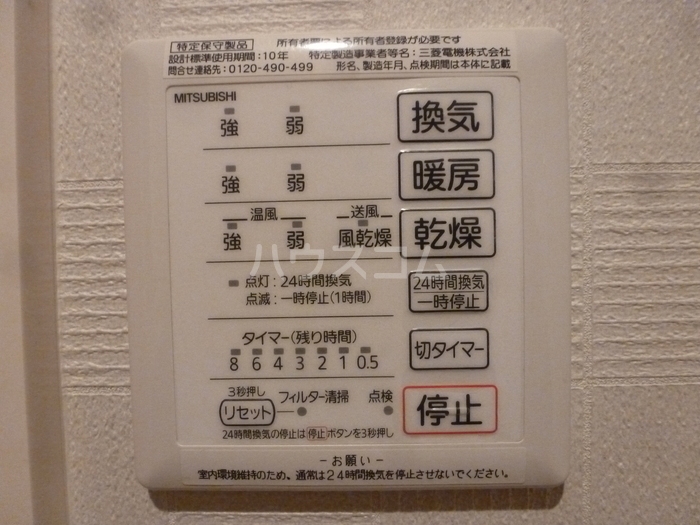 特定保守製品 所有者票による所有者登録が必要です
設計標準使用期間:10年 特定製造事業者等名:三菱電機株式会社
問合せ連絡先:0120-490-499 形名、製造年月、点検期間は本体に記載
MITSUBISHI
強 弱 換気
強 弱 暖房
温風 送風
強 弱 風乾燥 乾燥
ハウスコム
点灯:24時間換気 24時間換気
点滅:一時停止(1時間) 一時停止
タイマー(残り時間) 切タイマー
8 6 4 3 2 1 0.5
3秒押し
リセット フィルター清掃 点検 停止
24時間換気の停止は停止ボタンを3秒押し
-お願い-
室内環境維持のため、通常は24時間換気を停止させないでください。